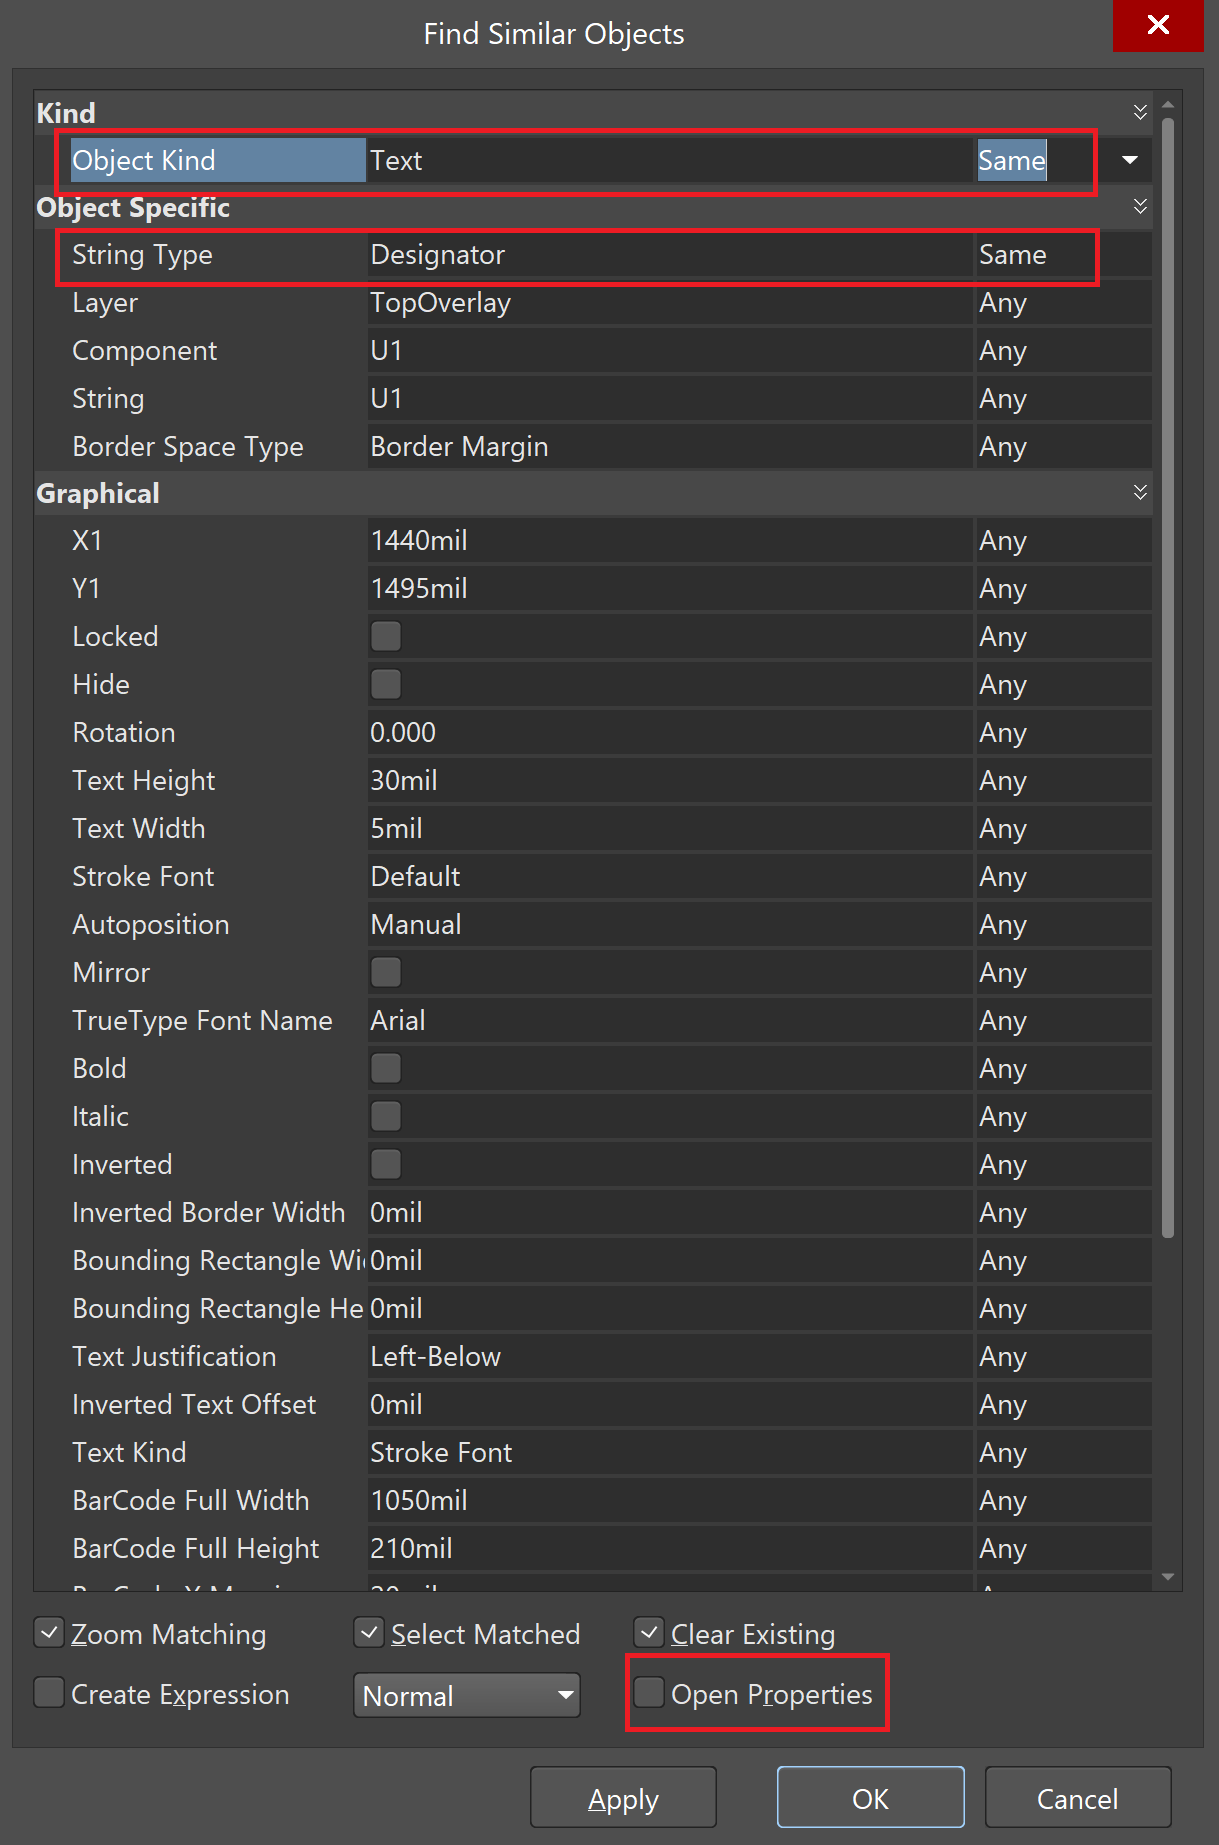 Find Similar Objects
Kind
Object Kind Text Same
Object Specific
String Type Designator Same
Layer TopOverlay Any
Component U1 Any
String U1 Any
Border Space Type Border Margin Any
Graphical
X1 1440mil Any
Y1 1495mil Any
Locked Any
Hide Any
Rotation 0.000 Any
Text Height 30mil Any
Text Width 5mil Any
Stroke Font Default Any
Autoposition Manual Any
Mirror Any
TrueType Font Name Arial Any
Bold Any
Italic Any
Inverted Any
Inverted Border Width 0mil Any
Bounding Rectangle Wi 0mil Any
Bounding Rectangle He 0mil Any
Text Justification Left-Below Any
Inverted Text Offset 0mil Any
Text Kind Stroke Font Any
BarCode Full Width 1050mil Any
BarCode Full Height 210mil Any
Zoom Matching Select Matched Clear Existing
Create Expression Normal Open Properties
Apply OK Cancel